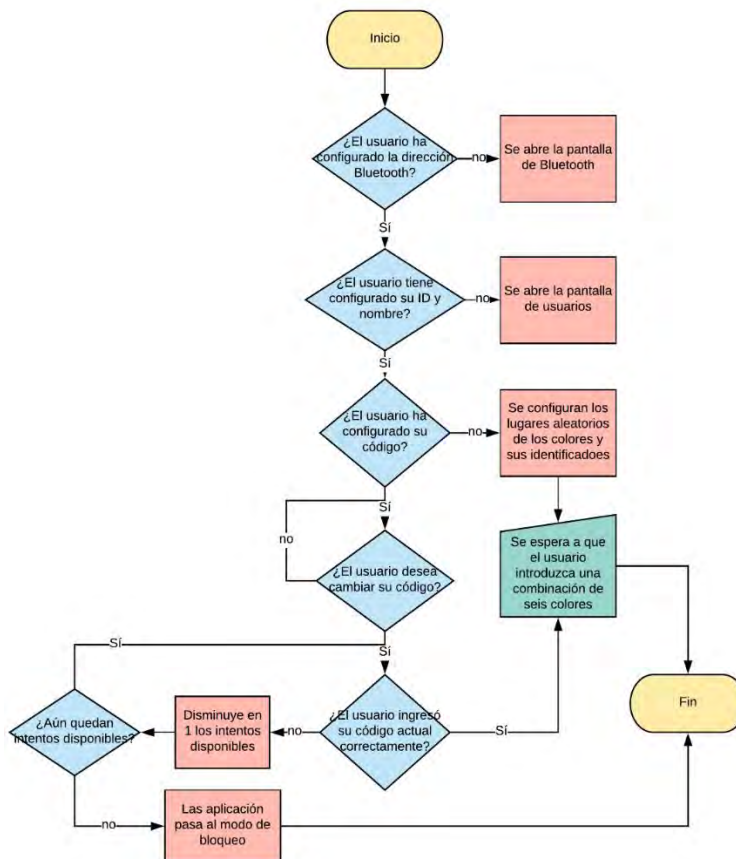 Inicio
¿El usuario ha
configurado la dirección
Bluetooth?
no
Se abre la pantalla
de Bluetooth
Sí
¿El usuario tiene
configurado su ID y
nombre?
no
Se abre la pantalla
de usuarios
Sí
¿El usuario ha
configurado su
código?
no
Se configuran los
lugares aleatorios
de los colores y
sus identificadoes
Sí
no
¿El usuario desea
cambiar su código?
Se espera a que
el usuario
introduzca una
combinación de
seis colores
Sí
Sí
¿Aún quedan
intentos disponibles?
Disminuye en
1 los intentos
disponibles
no
¿El usuario ingresó
su código actual
correctamente?
Sí
Fin
no
Las aplicación
pasa al modo de
bloqueo